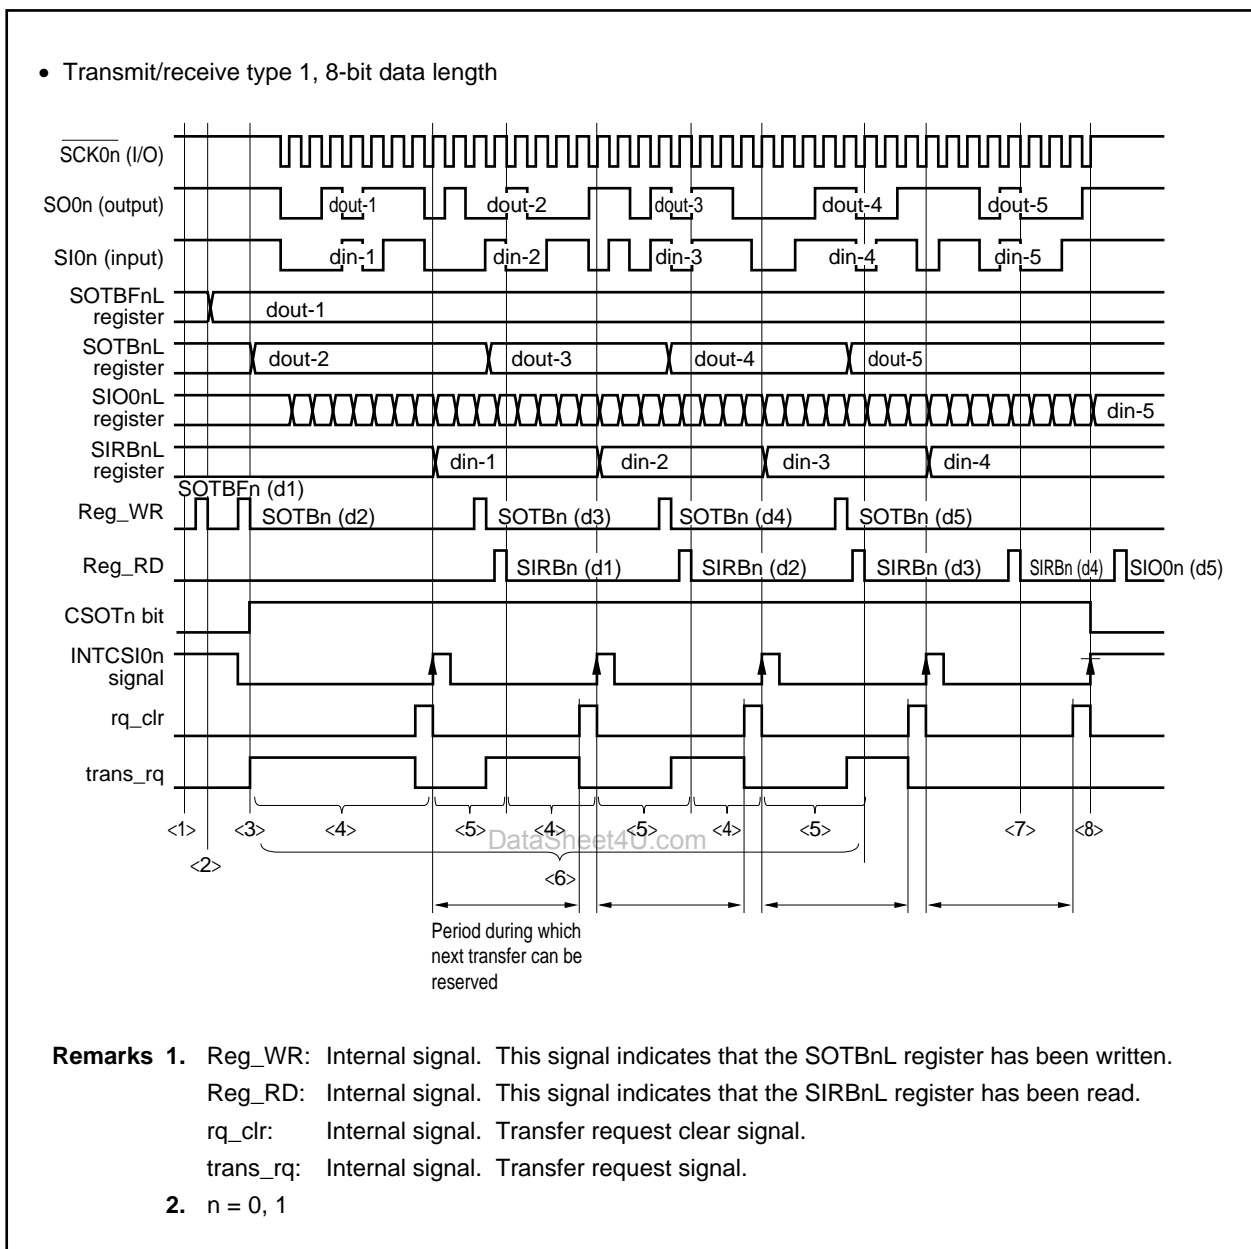 • Transmit/receive type 1, 8-bit data length
SCK0n (I/O)
SO0n (output) dout-1 dout-2 dout-3 dout-4 dout-5
SI0n (input) din-1 din-2 din-3 din-4 din-5
SOTBFnL
register
dout-1
SOTBnL
register
dout-2 dout-3 dout-4 dout-5
SIO0nL
register
din-5
SIRBnL
register
din-1 din-2 din-3 din-4
SOTBFn (d1)
Reg_WR SOTBn (d2) SOTBn (d3) SOTBn (d4) SOTBn (d5)
Reg_RD SIRBn (d1) SIRBn (d2) SIRBn (d3) SIRBn (d4) SIO0n (d5)
CSOTn bit
INTCSI0n
signal
rq_clr
trans_rq
<1> <3> <4> <5> <4> <5> <4> <5> <7> <8>
DataSheet4U.com
<2>
<6>
Period during which
next transfer can be
reserved
Remarks 1. Reg_WR: Internal signal. This signal indicates that the SOTBnL register has been written.
Reg_RD: Internal signal. This signal indicates that the SIRBnL register has been read.
rq_clr: Internal signal. Transfer request clear signal.
trans_rq: Internal signal. Transfer request signal.
2. n = 0, 1